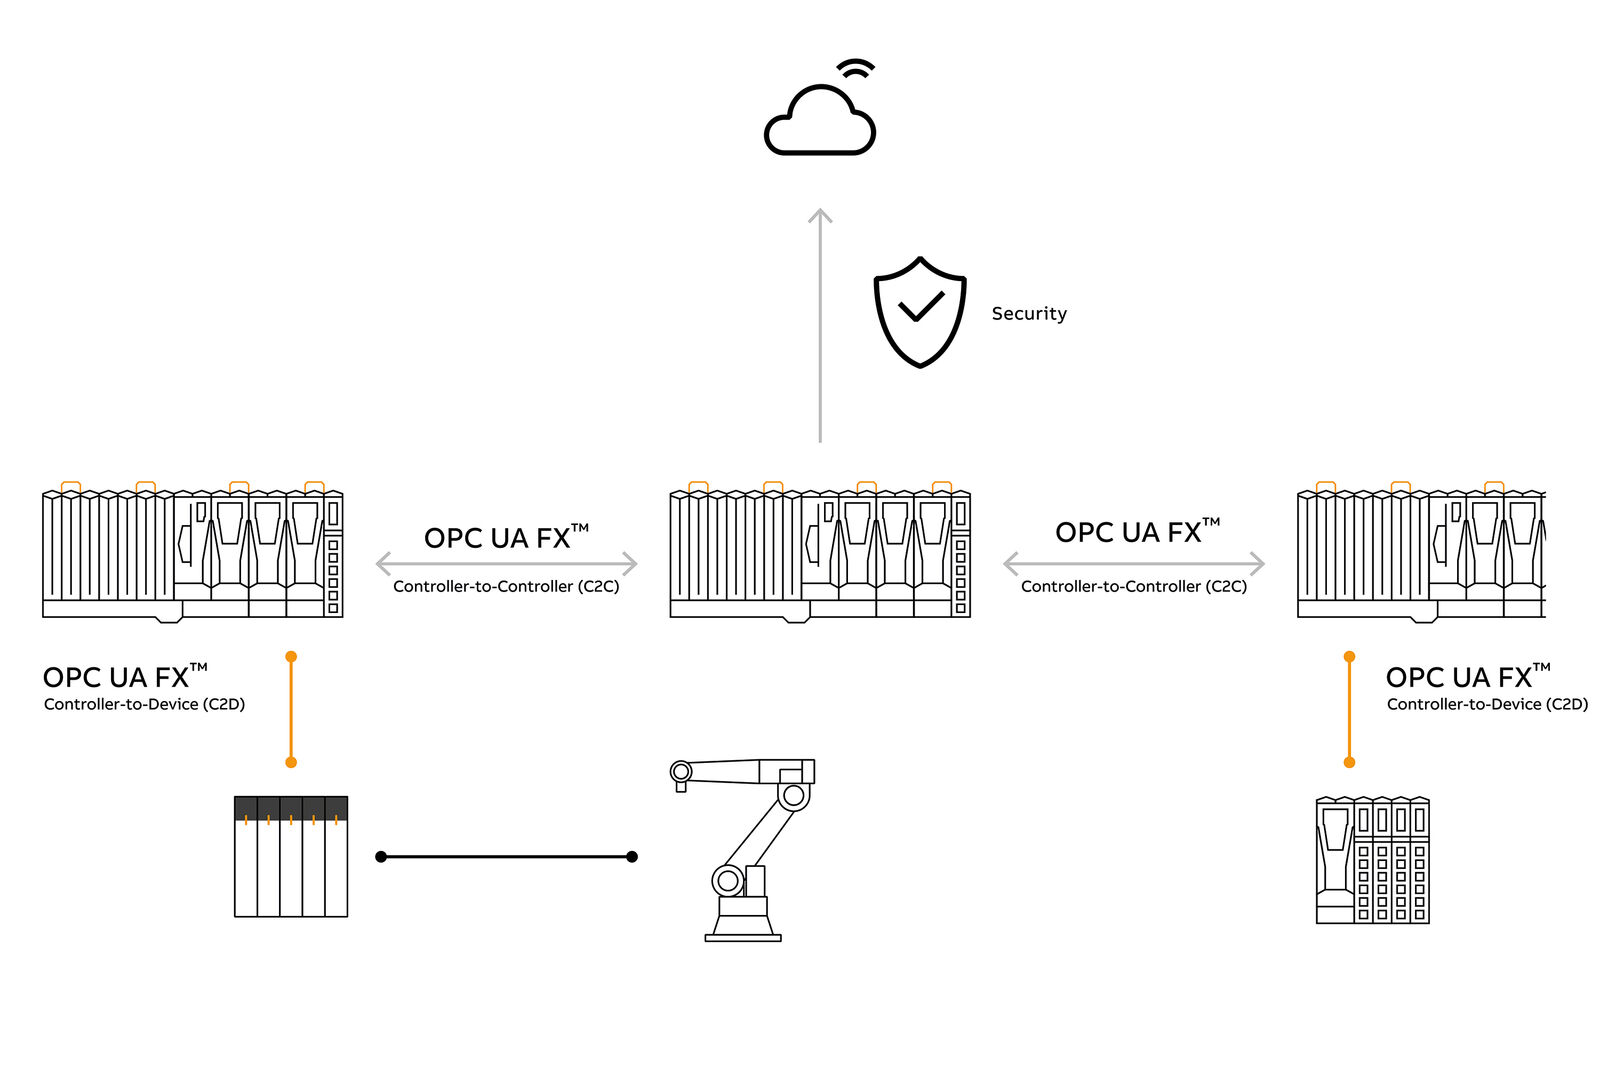 Security
OPC UA FX™
Controller-to-Controller (C2C)
OPC UA FX™
Controller-to-Controller (C2C)
OPC UA FX™
Controller-to-Device (C2D)
OPC UA FX™
Controller-to-Device (C2D)